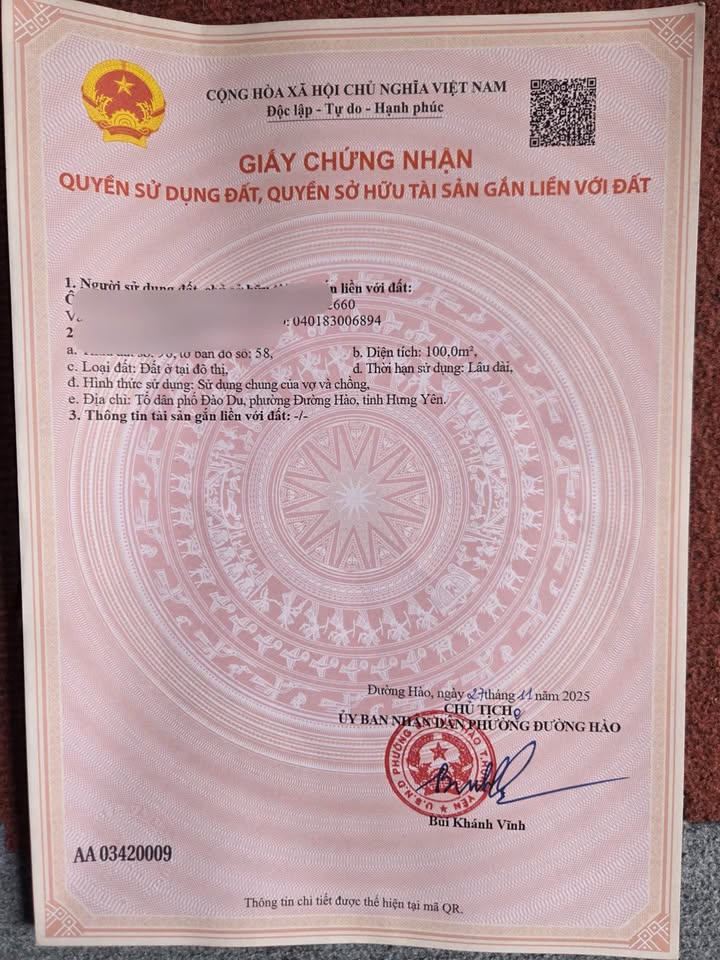 CỘNG HÒA XÃ HỘI CHỦ NGHĨA VIỆT NAM
Độc lập - Tự do - Hạnh phúc
GIẤY CHỨNG NHẬN
QUYỀN SỬ DỤNG ĐẤT, QUYỀN SỞ HỮU TÀI SẢN GẮN LIỀN VỚI ĐẤT
1. Người sử dụng đất, liền với đất:
660
: 040183006894
2
a. tờ bản đồ số: 58, b. Diện tích: 100,0m²,
c. Loại đất: Đất ở tại đô thị, d. Thời hạn sử dụng: Lâu dài,
đ. Hình thức sử dụng: Sử dụng chung của vợ và chồng,
e. Địa chỉ: Tổ dân phố Đào Du, phường Đường Hào, tỉnh Hưng Yên.
3. Thông tin tài sản gắn liền với đất: -/-
Đường Hào, ngày 27 tháng 11 năm 2025
CHỦ TỊCH
ỦY BAN NHÂN DÂN PHƯỜNG ĐƯỜNG HÀO
Bùi Khánh Vĩnh
AA 03420009
Thông tin chi tiết được thể hiện tại mã QR.